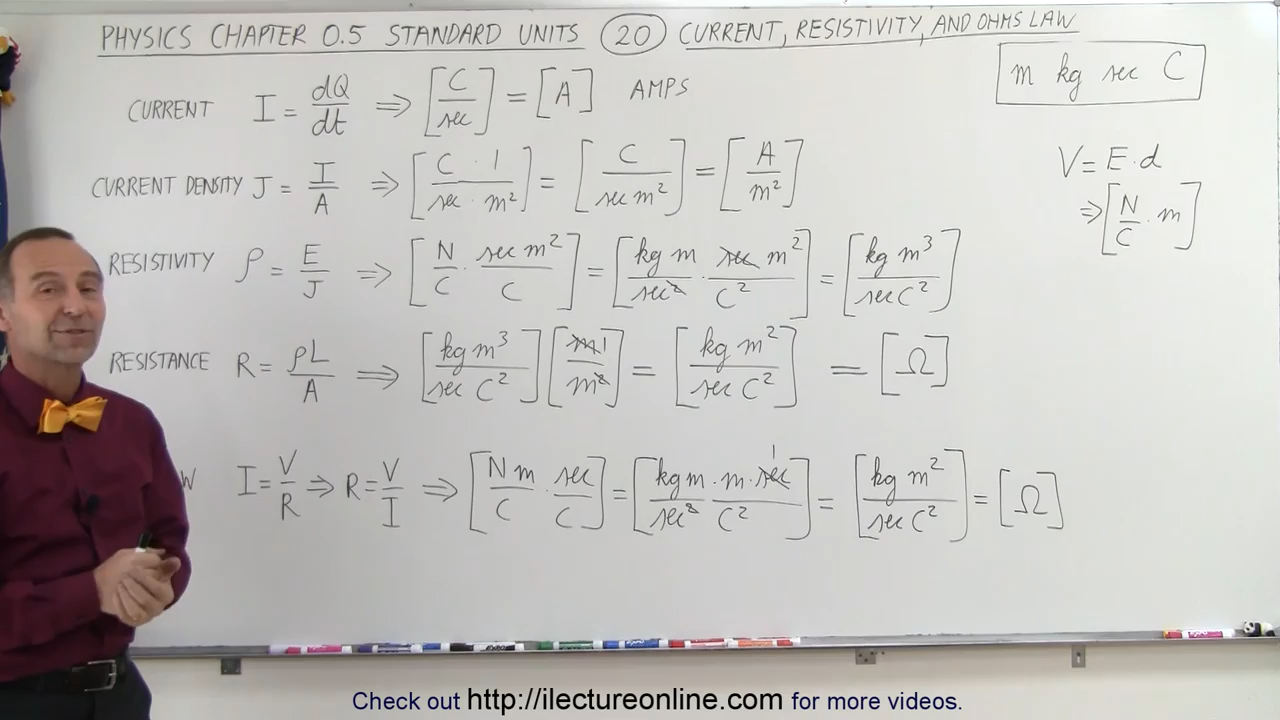 PHYSICS CHAPTER 0.5 STANDARD UNITS 20 CURRENT, RESISTIVITY, AND OHMS LAW
m kg sec C
CURRENT I = dQ/dt ⇒ [C/sec] = [A] AMPS
CURRENT DENSITY J = I/A ⇒ [C · 1/sec · m²] = [C/sec m²] = [A/m²]
V = E · d
⇒ [N/C · m]
RESISTIVITY ρ = E/J ⇒ [N/C · sec m²/C] = [kg m/sec² · sec m²/C²] = [kg m³/sec C²]
RESISTANCE R = ρL/A ⇒ [kg m³/sec C²] [m 1/m²] = [kg m²/sec C²] = [Ω]
W I = V/R ⇒ R = V/I ⇒ [N m/C · sec/C] = [kg m · m · sec 1/sec² C²] = [kg m²/sec C²] = [Ω]
Check out http://ilectureonline.com for more videos.